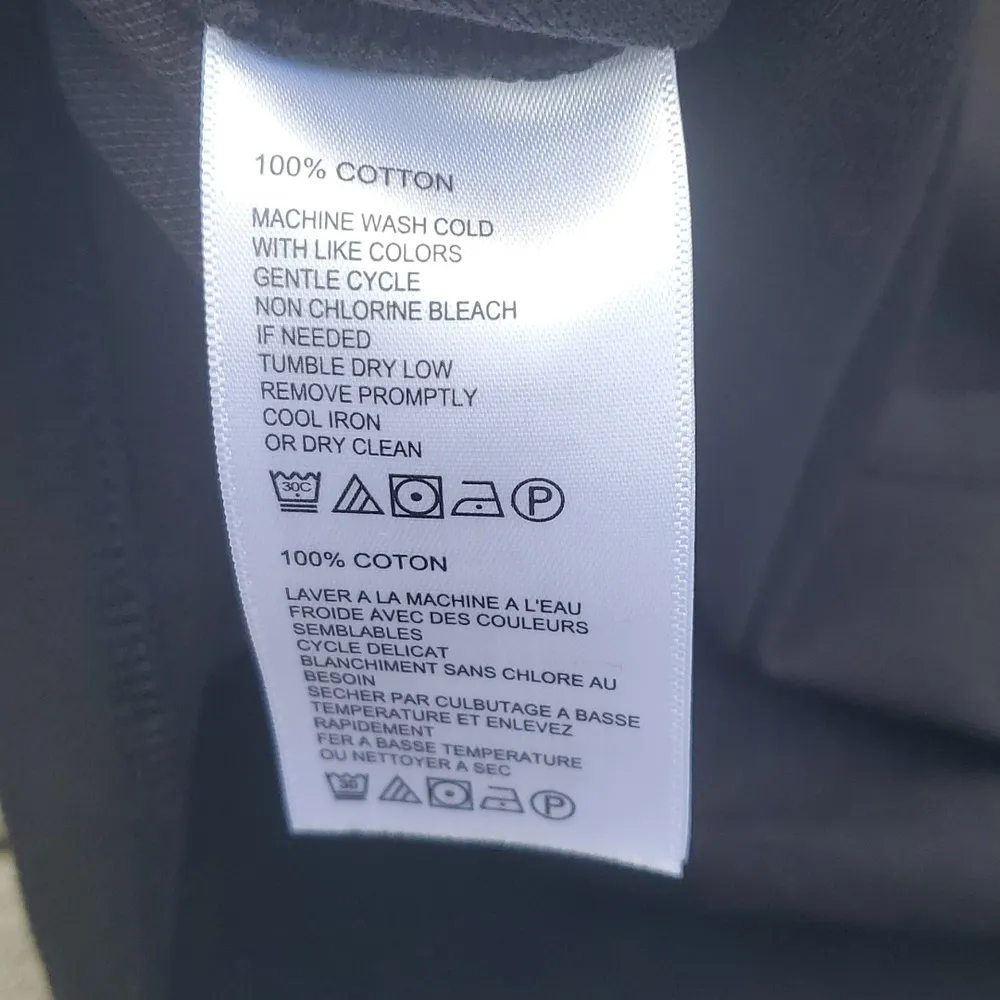 100% COTTON
MACHINE WASH COLD
WITH LIKE COLORS
GENTLE CYCLE
NON CHLORINE BLEACH
IF NEEDED
TUMBLE DRY LOW
REMOVE PROMPTLY
COOL IRON
OR DRY CLEAN
30C P
100% COTON
LAVER A LA MACHINE A L'EAU
FROIDE AVEC DES COULEURS
SEMBLABLES
CYCLE DELICAT
BLANCHIMENT SANS CHLORE AU
BESOIN
SECHER PAR CULBUTAGE A BASSE
TEMPERATURE ET ENLEVEZ
RAPIDEMENT
FER A BASSE TEMPERATURE
OU NETTOYER A SEC
30 P